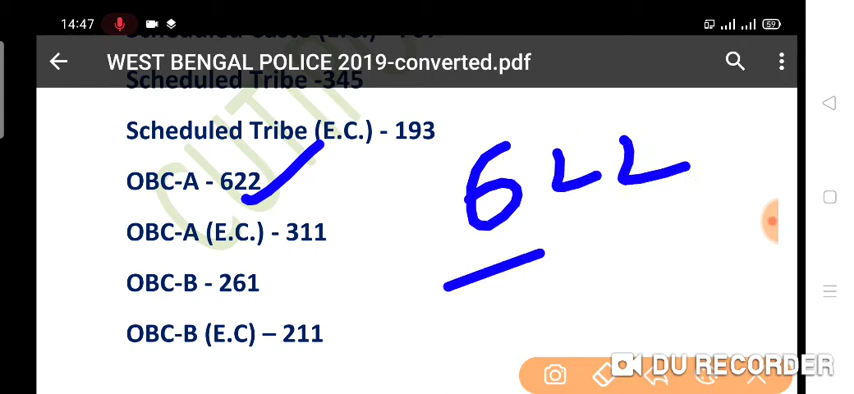 14:47
59
WEST BENGAL POLICE 2019-converted.pdf
Scheduled Tribe -345
Scheduled Tribe (E.C.) - 193
OBC-A - 622
622
OBC-A (E.C.) - 311
OBC-B - 261
OBC-B (E.C) – 211
DU RECORDER